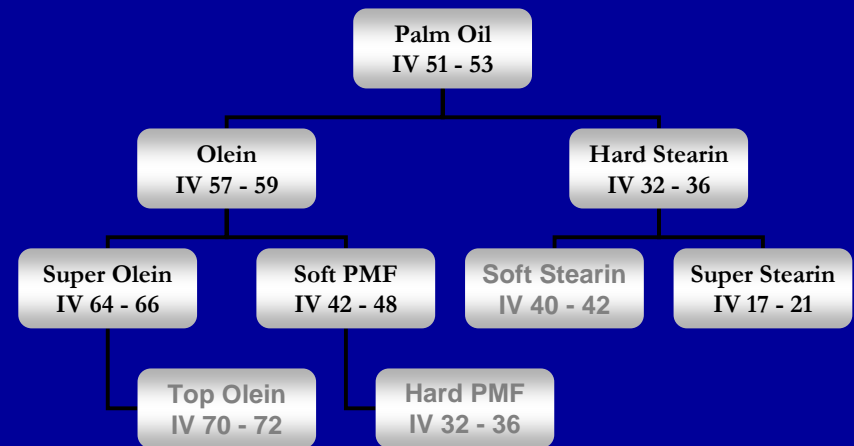 Palm Oil
IV 51 - 53
Olein
IV 57 - 59
Hard Stearin
IV 32 - 36
Super Olein
IV 64 - 66
Soft PMF
IV 42 - 48
Soft Stearin
IV 40 - 42
Super Stearin
IV 17 - 21
Top Olein
IV 70 - 72
Hard PMF
IV 32 - 36